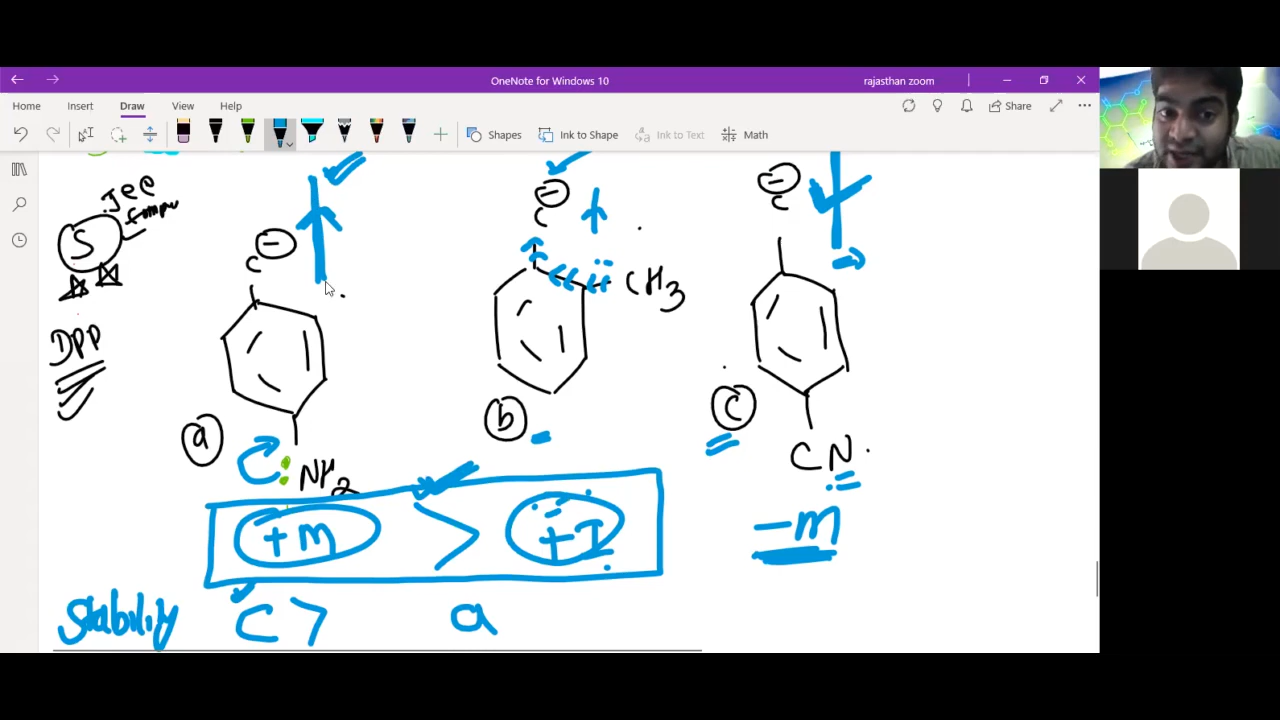 OneNote for Windows 10
rajasthan zoom
Home Insert Draw View Help
Shapes Ink to Shape Ink to Text Math Share
Jee
S
DPP
C
C
CH3
C
a
NH2
b
c
CN
+m > +I
-m
Stability C > a